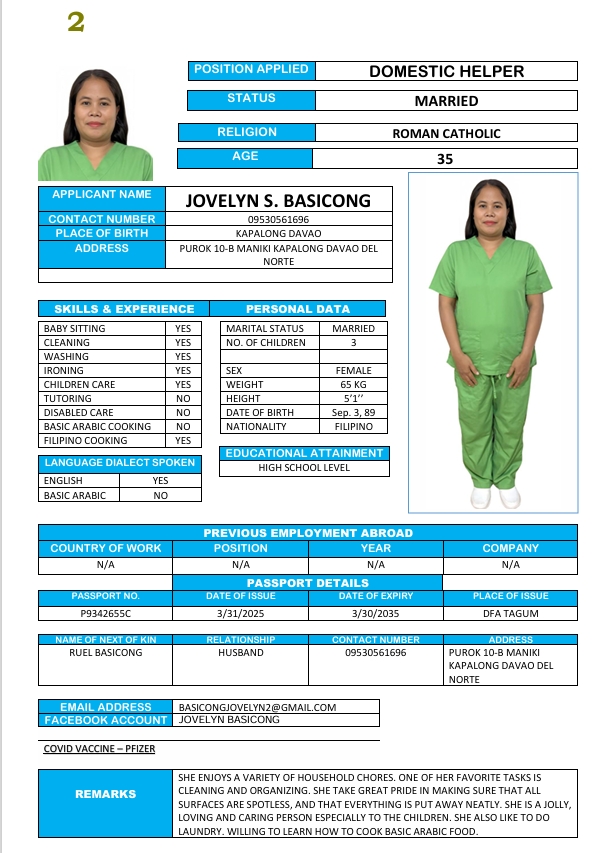 2
POSITION APPLIED DOMESTIC HELPER
STATUS MARRIED
RELIGION ROMAN CATHOLIC
AGE 35
APPLICANT NAME JOVELYN S. BASICONG
CONTACT NUMBER 09530561696
PLACE OF BIRTH KAPALONG DAVAO
ADDRESS PUROK 10-B MANIKI KAPALONG DAVAO DEL
NORTE
SKILLS & EXPERIENCE PERSONAL DATA
BABY SITTING YES MARITAL STATUS MARRIED
CLEANING YES NO. OF CHILDREN 3
WASHING YES
IRONING YES SEX FEMALE
CHILDREN CARE YES WEIGHT 65 KG
TUTORING NO HEIGHT 5’1’’
DISABLED CARE NO DATE OF BIRTH Sep. 3, 89
BASIC ARABIC COOKING NO NATIONALITY FILIPINO
FILIPINO COOKING YES
EDUCATIONAL ATTAINMENT
HIGH SCHOOL LEVEL
LANGUAGE DIALECT SPOKEN
ENGLISH YES
BASIC ARABIC NO
PREVIOUS EMPLOYMENT ABROAD
COUNTRY OF WORK POSITION YEAR COMPANY
N/A N/A N/A N/A
PASSPORT DETAILS
PASSPORT NO. DATE OF ISSUE DATE OF EXPIRY PLACE OF ISSUE
P9342655C 3/31/2025 3/30/2035 DFA TAGUM
NAME OF NEXT OF KIN RELATIONSHIP CONTACT NUMBER ADDRESS
RUEL BASICONG HUSBAND 09530561696 PUROK 10-B MANIKI
KAPALONG DAVAO DEL
NORTE
EMAIL ADDRESS BASICONGJOVELYN2@GMAIL.COM
FACEBOOK ACCOUNT JOVELYN BASICONG
COVID VACCINE – PFIZER
REMARKS
SHE ENJOYS A VARIETY OF HOUSEHOLD CHORES. ONE OF HER FAVORITE TASKS IS
CLEANING AND ORGANIZING. SHE TAKE GREAT PRIDE IN MAKING SURE THAT ALL
SURFACES ARE SPOTLESS, AND THAT EVERYTHING IS PUT AWAY NEATLY. SHE IS A JOLLY,
LOVING AND CARING PERSON ESPECIALLY TO THE CHILDREN. SHE ALSO LIKE TO DO
LAUNDRY. WILLING TO LEARN HOW TO COOK BASIC ARABIC FOOD.